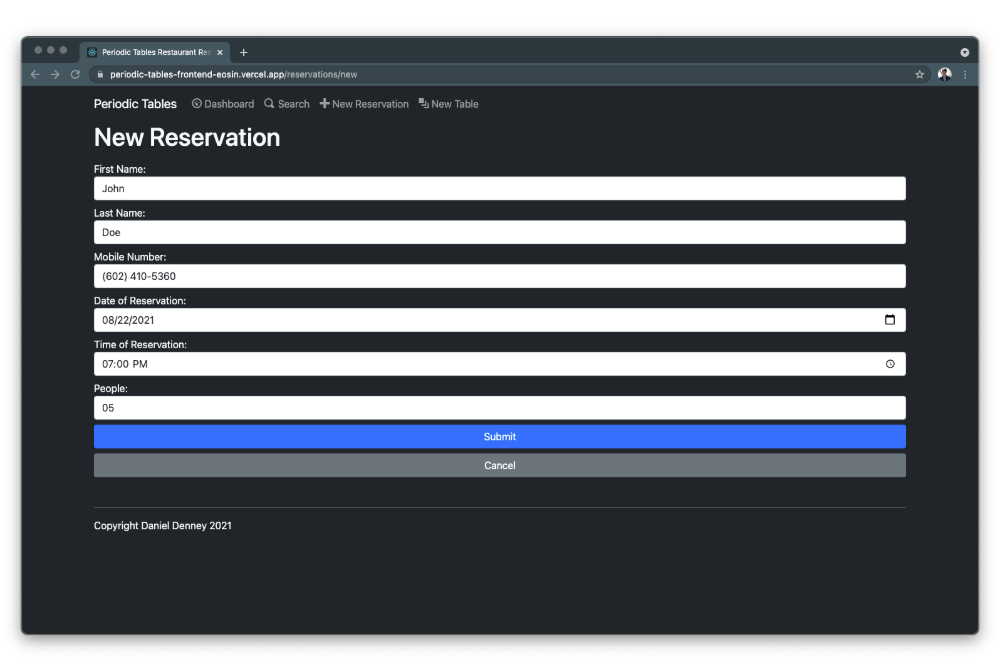 Periodic Tables Restaurant Res
periodic-tables-frontend-eosin.vercel.app/reservations/new
Periodic Tables Dashboard Search New Reservation New Table
New Reservation
First Name:
John
Last Name:
Doe
Mobile Number:
(602) 410-5360
Date of Reservation:
08/22/2021
Time of Reservation:
07:00 PM
People:
05
Submit
Cancel
Copyright Daniel Denney 2021